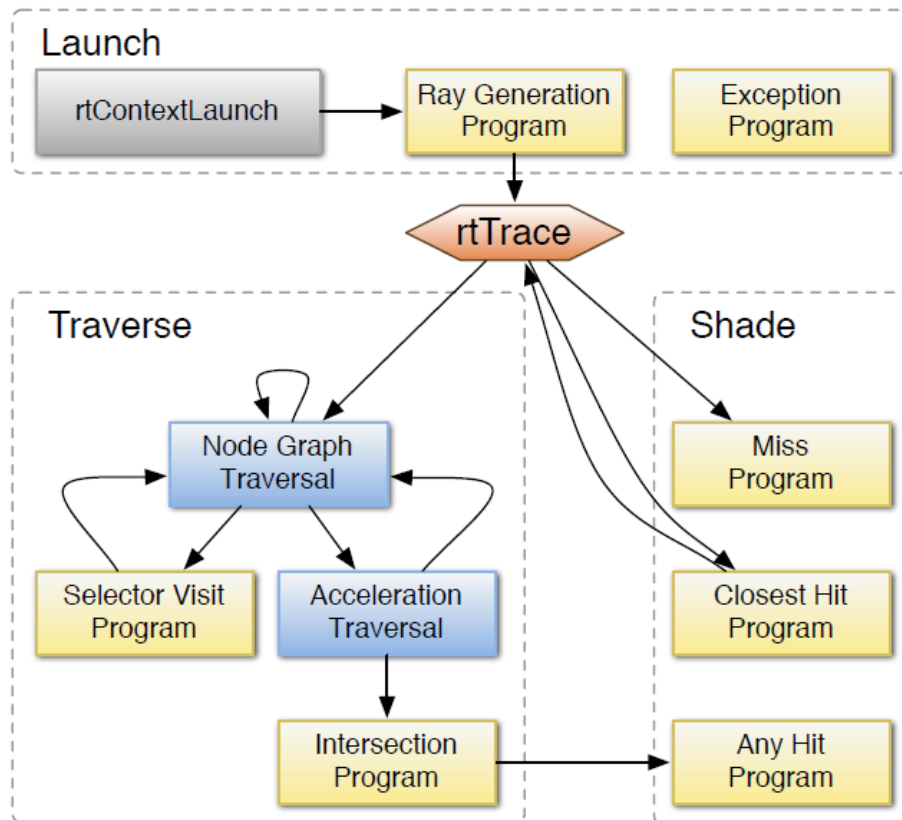 Launch
rtContextLaunch
Ray Generation
Program
Exception
Program
rtTrace
Traverse
Shade
Node Graph
Traversal
Miss
Program
Selector Visit
Program
Acceleration
Traversal
Closest Hit
Program
Intersection
Program
Any Hit
Program